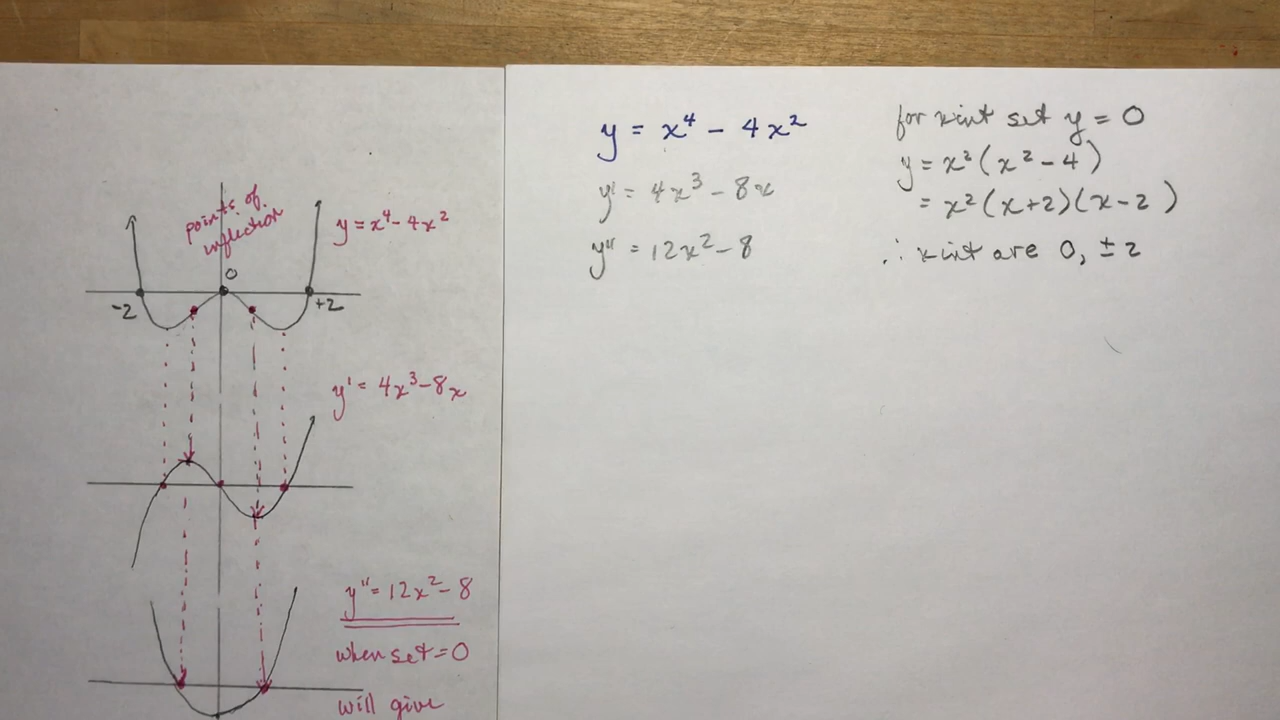 points of
inflection
y = x⁴ - 4x²
0
-2
+2
y' = 4x³ - 8x
y'' = 12x² - 8
when set = 0
will give
y = x⁴ - 4x²
y' = 4x³ - 8x
y'' = 12x² - 8
for x int set y = 0
y = x² (x² - 4)
= x² (x+2)(x-2)
∴ x int are 0, ± 2